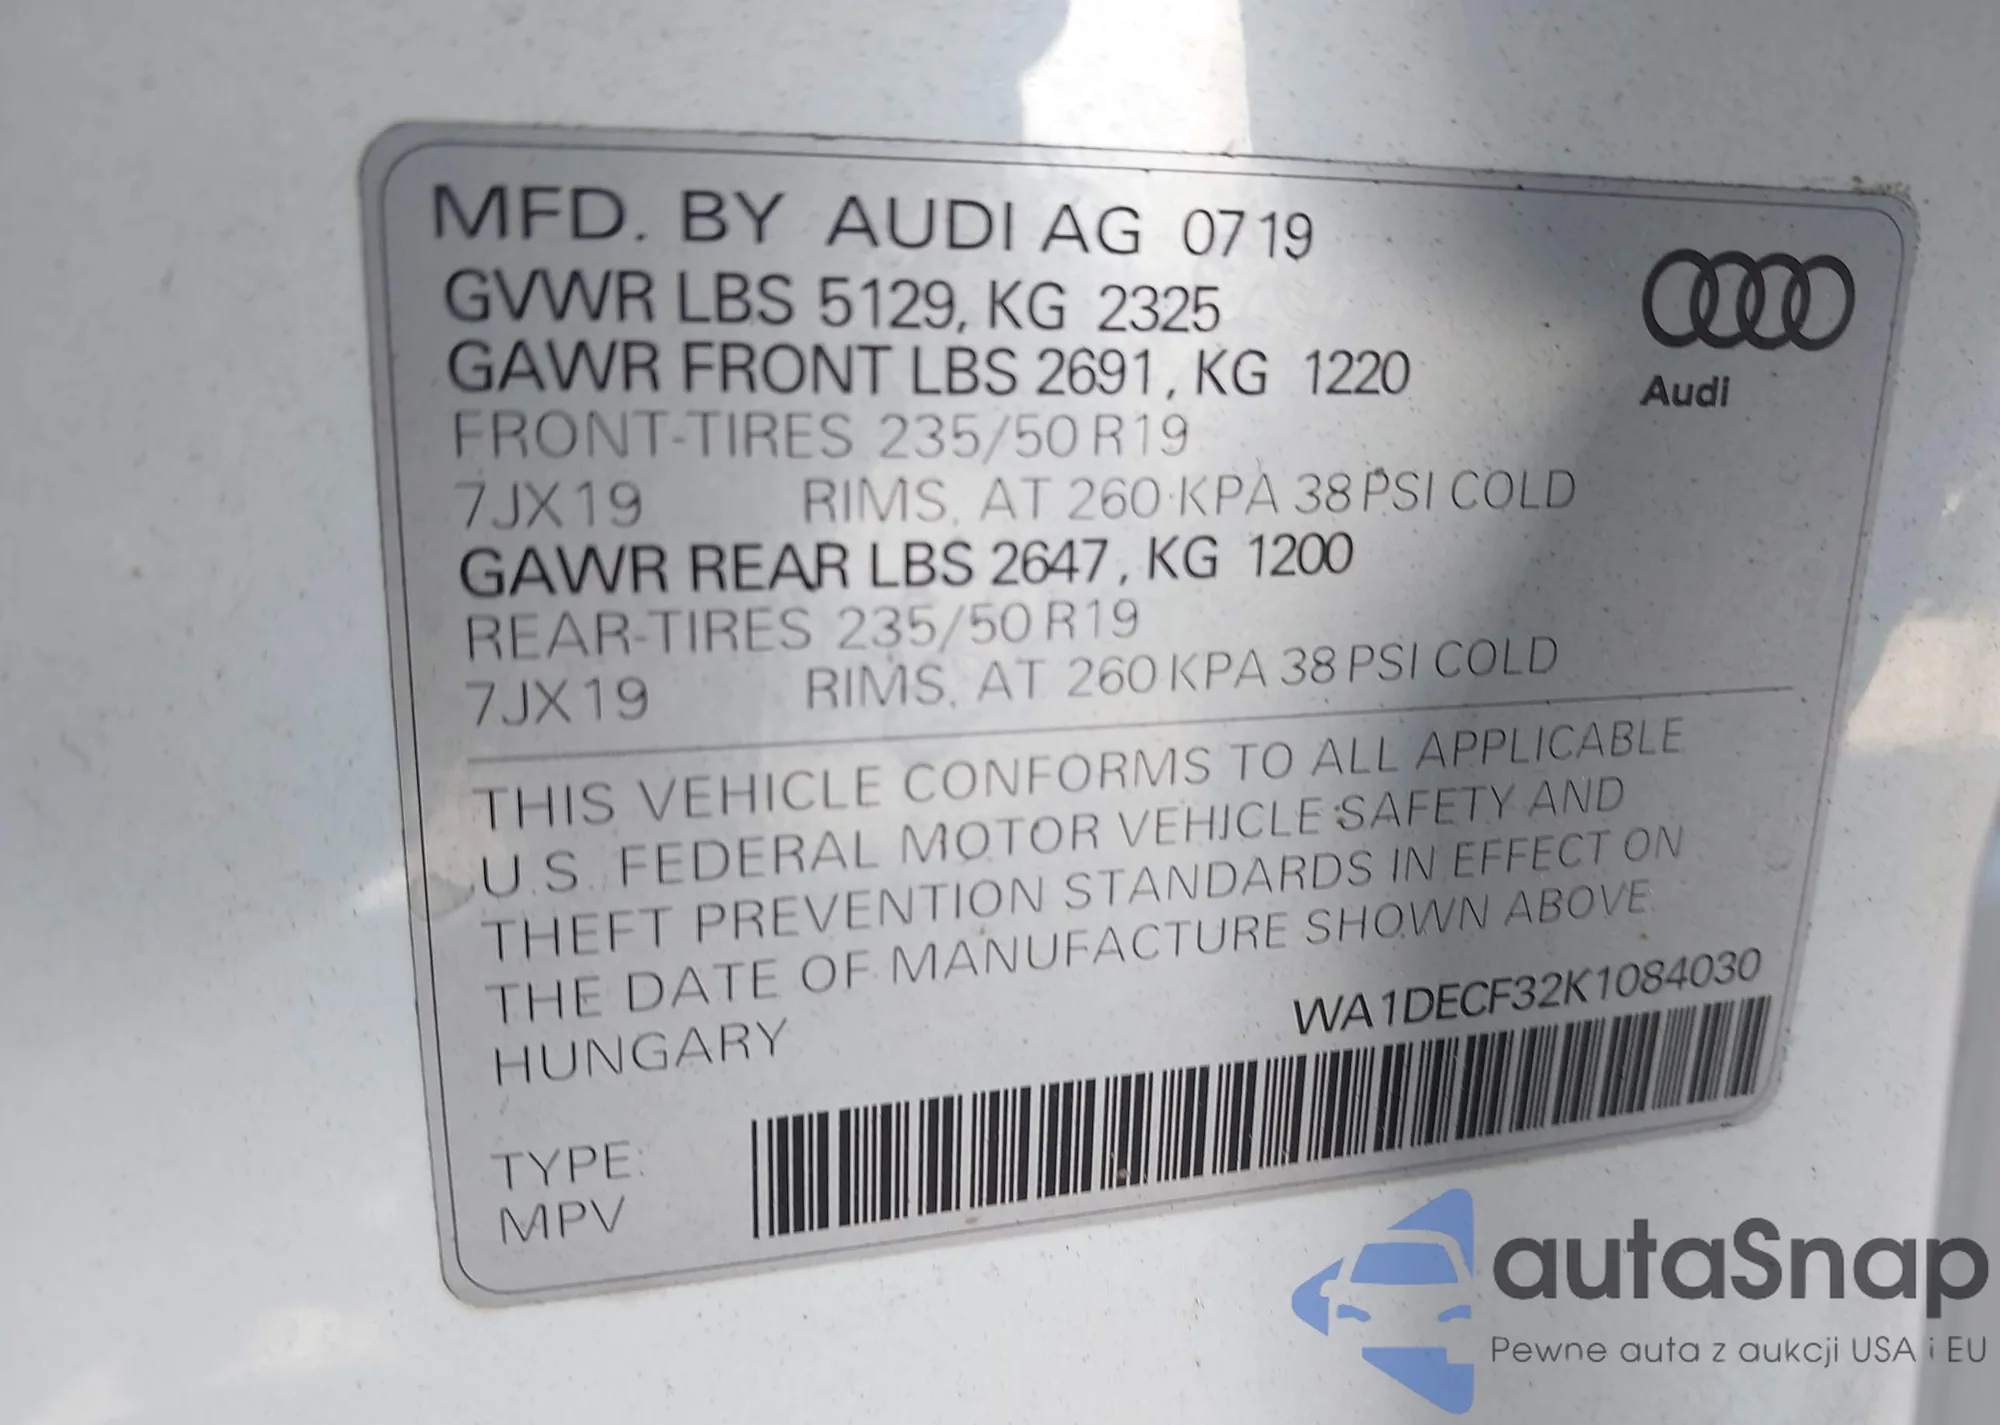 MFD. BY AUDI AG 0719
GVWR LBS 5129, KG 2325
GAWR FRONT LBS 2691, KG 1220
FRONT-TIRES 235/50 R19
7JX19 RIMS, AT 260 KPA 38 PSI COLD
GAWR REAR LBS 2647, KG 1200
REAR-TIRES 235/50 R19
7JX19 RIMS, AT 260 KPA 38 PSI COLD
Audi
THIS VEHICLE CONFORMS TO ALL APPLICABLE
U.S. FEDERAL MOTOR VEHICLE SAFETY AND
THEFT PREVENTION STANDARDS IN EFFECT ON
THE DATE OF MANUFACTURE SHOWN ABOVE.
HUNGARY
WA1DECF32K1084030
TYPE:
MPV
autaSnap
Pewne auta z aukcji USA i EU